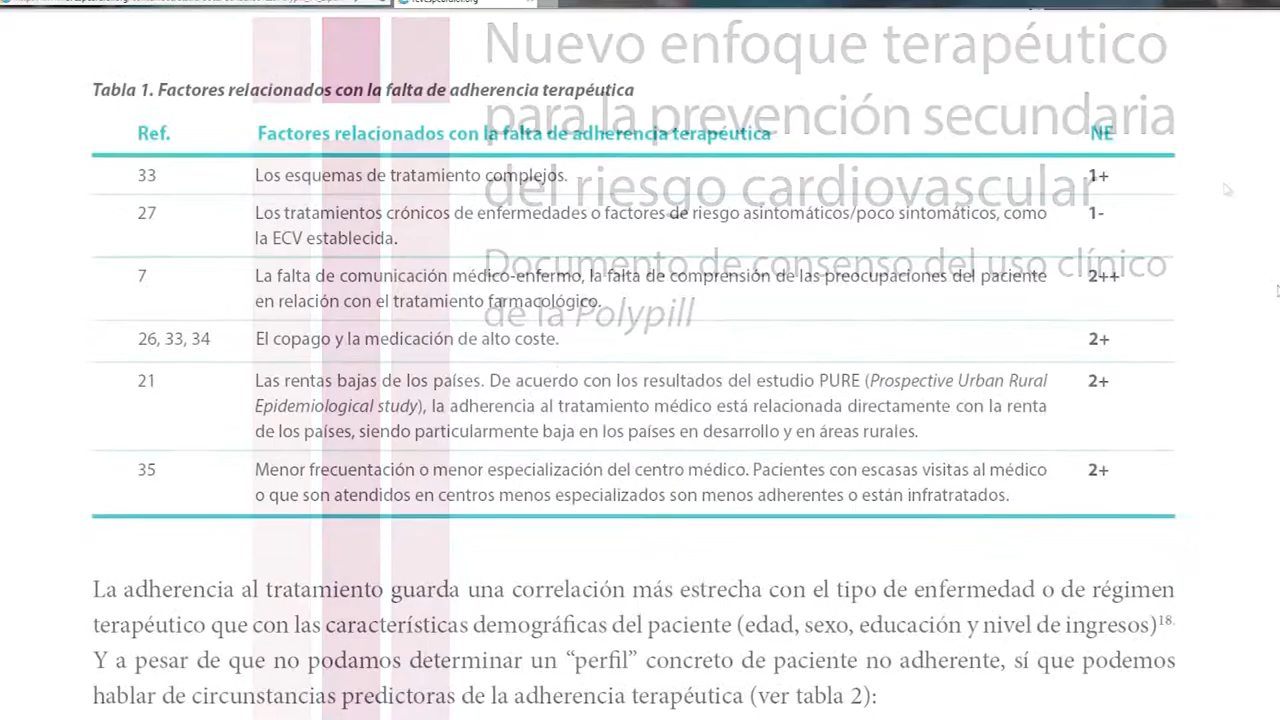 Nuevo enfoque terapéutico
para la prevención secundaria
del riesgo cardiovascular
Documento de consenso del uso clínico
de la Polypill
Tabla 1. Factores relacionados con la falta de adherencia terapéutica
Ref. Factores relacionados con la falta de adherencia terapéutica NE
33 Los esquemas de tratamiento complejos. 1+
27 Los tratamientos crónicos de enfermedades o factores de riesgo asintomáticos/poco sintomáticos, como 1-
la ECV establecida.
7 La falta de comunicación médico-enfermo, la falta de comprensión de las preocupaciones del paciente 2++
en relación con el tratamiento farmacológico.
26, 33, 34 El copago y la medicación de alto coste. 2+
21 Las rentas bajas de los países. De acuerdo con los resultados del estudio PURE (Prospective Urban Rural 2+
Epidemiological study), la adherencia al tratamiento médico está relacionada directamente con la renta
de los países, siendo particularmente baja en los países en desarrollo y en áreas rurales.
35 Menor frecuentación o menor especialización del centro médico. Pacientes con escasas visitas al médico 2+
o que son atendidos en centros menos especializados son menos adherentes o están infratratados.
La adherencia al tratamiento guarda una correlación más estrecha con el tipo de enfermedad o de régimen
terapéutico que con las características demográficas del paciente (edad, sexo, educación y nivel de ingresos)18.
Y a pesar de que no podamos determinar un “perfil” concreto de paciente no adherente, sí que podemos
hablar de circunstancias predictoras de la adherencia terapéutica (ver tabla 2):